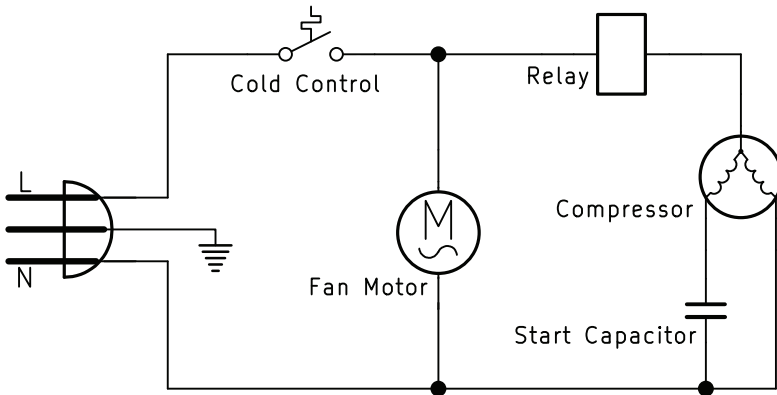 Cold Control
Relay
L
Compressor
M
N
Fan Motor
Start Capacitor